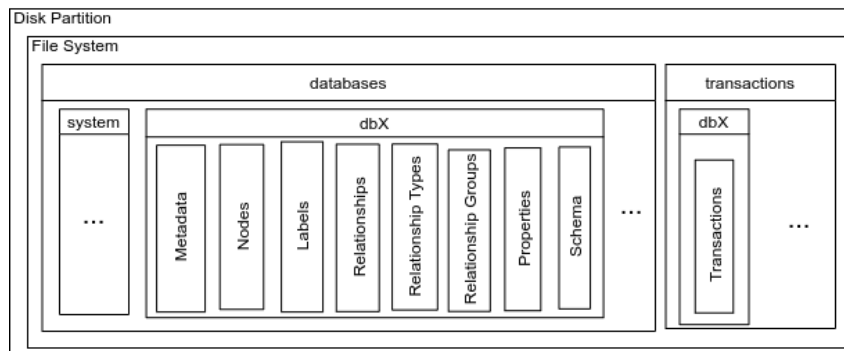 Disk Partition
File System
databases
transactions
system
dbX
dbX
...
Metadata
Nodes
Labels
Relationships
Relationship Types
Relationship Groups
Properties
Schema
...
Transactions
...